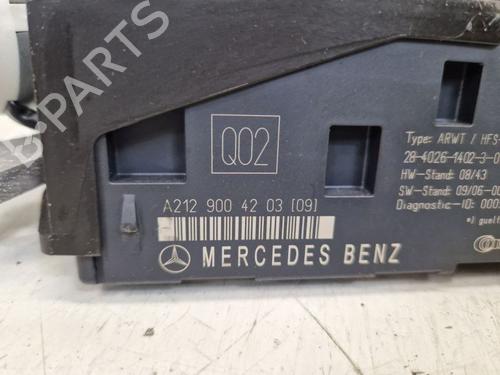 Q02
A212 900 42 03 [09]
MERCEDES BENZ
Type: ARWT / HFS-
28-4026-1402-3-0
HW-Stand: 08/43
SW-Stand: 09/06-00
Diagnostic-ID: 000